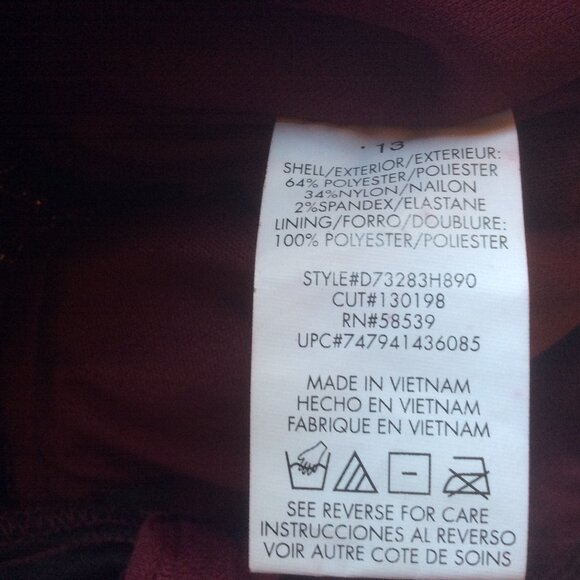 13
SHELL/EXTERIOR/EXTERIEUR:
64% POLYESTER/POLIESTER
34%NYLON/NAILON
2%SPANDEX/ELASTANE
LINING/FORRO/DOUBLURE:
100% POLYESTER/POLIESTER
STYLE#D73283H890
CUT#130198
RN#58539
UPC#747941436085
MADE IN VIETNAM
HECHO EN VIETNAM
FABRIQUE EN VIETNAM
SEE REVERSE FOR CARE
INSTRUCCIONES AL REVERSO
VOIR AUTRE COTE DE SOINS